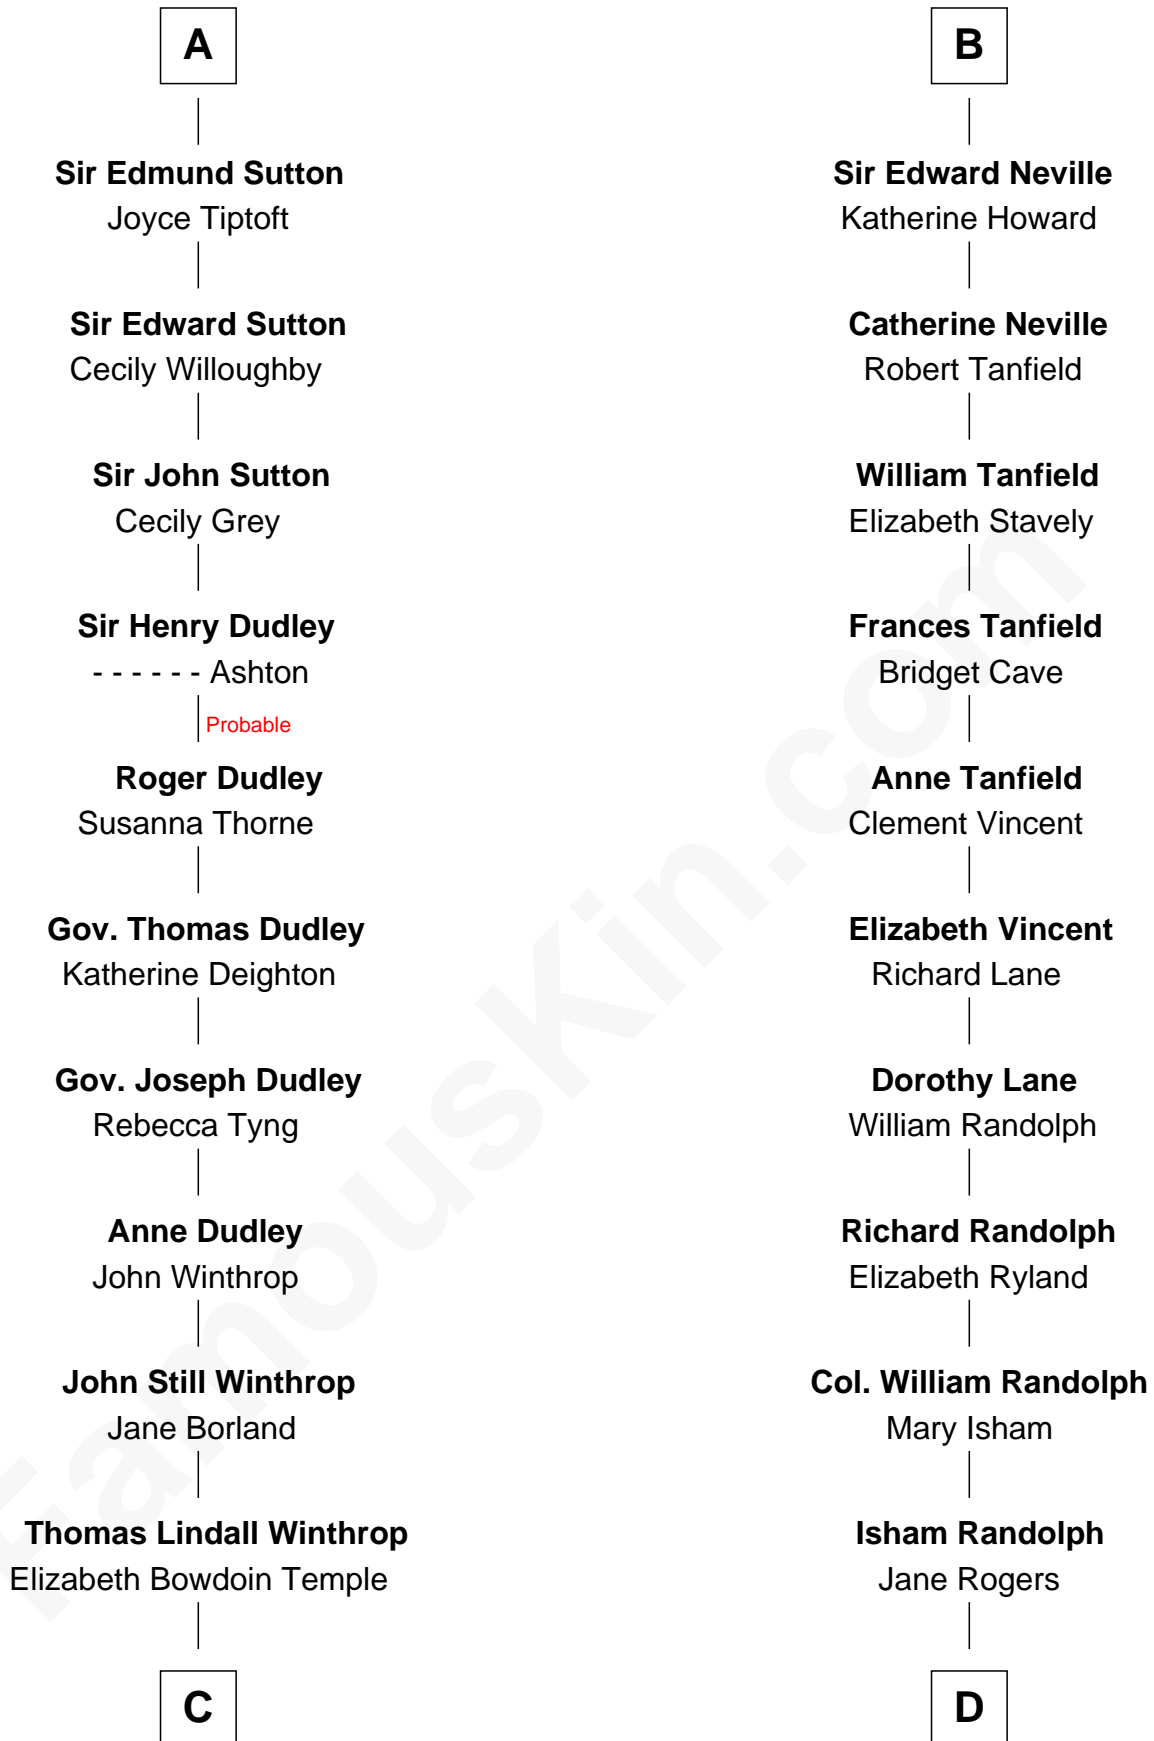 A
Sir Edmund Sutton
Joyce Tiptoft
Sir Edward Sutton
Cecily Willoughby
Sir John Sutton
Cecily Grey
Sir Henry Dudley
- - - - - - Ashton
Probable
Roger Dudley
Susanna Thorne
Gov. Thomas Dudley
Katherine Deighton
Gov. Joseph Dudley
Rebecca Tyng
Anne Dudley
John Winthrop
John Still Winthrop
Jane Borland
Thomas Lindall Winthrop
Elizabeth Bowdoin Temple
C
B
Sir Edward Neville
Katherine Howard
Catherine Neville
Robert Tanfield
William Tanfield
Elizabeth Stavely
Frances Tanfield
Bridget Cave
Anne Tanfield
Clement Vincent
Elizabeth Vincent
Richard Lane
Dorothy Lane
William Randolph
Richard Randolph
Elizabeth Ryland
Col. William Randolph
Mary Isham
Isham Randolph
Jane Rogers
D
FamousKin.com